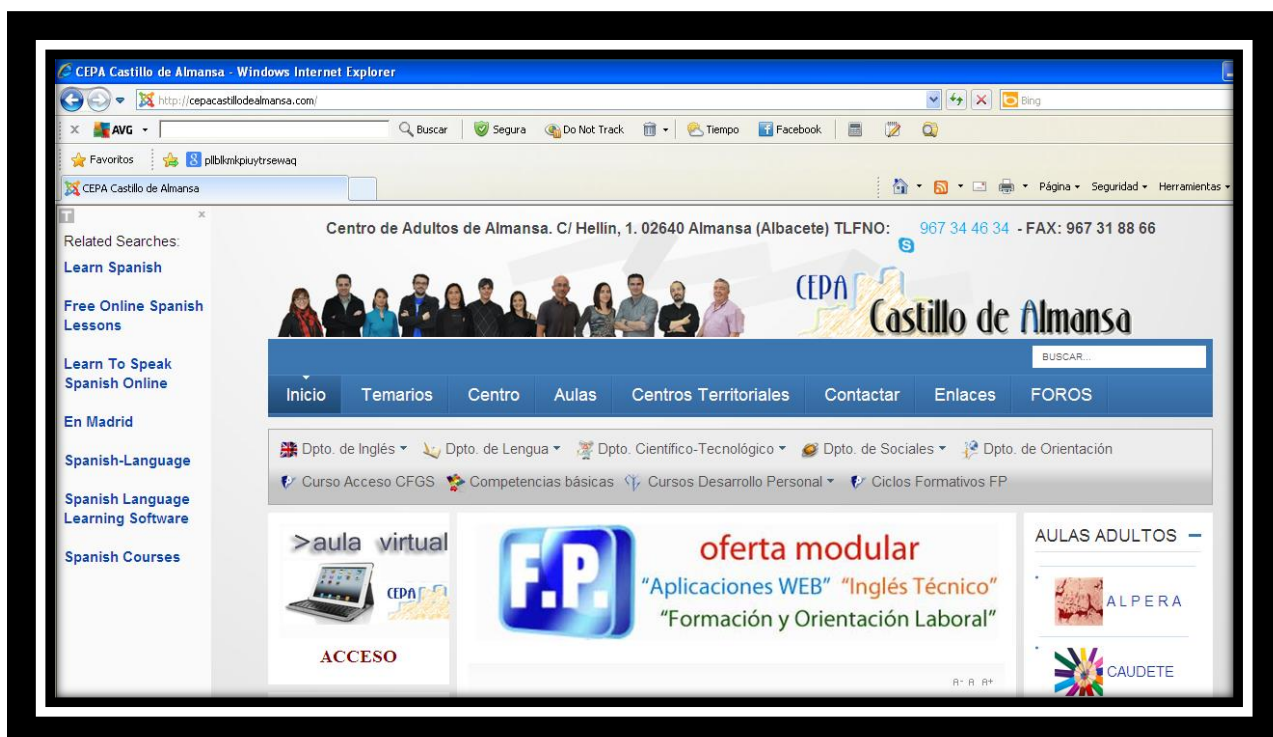 CEPA Castillo de Almansa - Windows Internet Explorer
http://cepacastillodealmansa.com/
Bing
x AVG Buscar Segura Do Not Track Tiempo Facebook
Favoritos pllblkmkpiuytrsewaq
CEPA Castillo de Almansa
Página Seguridad Herramientas
T x
Related Searches:
Learn Spanish
Free Online Spanish
Lessons
Learn To Speak
Spanish Online
En Madrid
Spanish-Language
Spanish Language
Learning Software
Spanish Courses
Centro de Adultos de Almansa. C/ Hellin, 1. 02640 Almansa (Albacete) TLFNO: 967 34 46 34 - FAX: 967 31 88 66
CEPA
Castillo de Almansa
BUSCAR...
Inicio Temarios Centro Aulas Centros Territoriales Contactar Enlaces FOROS
Dpto. de Inglés Dpto. de Lengua Dpto. Científico-Tecnológico Dpto. de Sociales Dpto. de Orientación
Curso Acceso CFGS Competencias básicas Cursos Desarrollo Personal Ciclos Formativos FP
>aula virtual
CEPA
ACCESO
F.P.
oferta modular
"Aplicaciones WEB" "Inglés Técnico"
"Formación y Orientación Laboral"
A- A A+
AULAS ADULTOS
ALPERA
CAUDETE